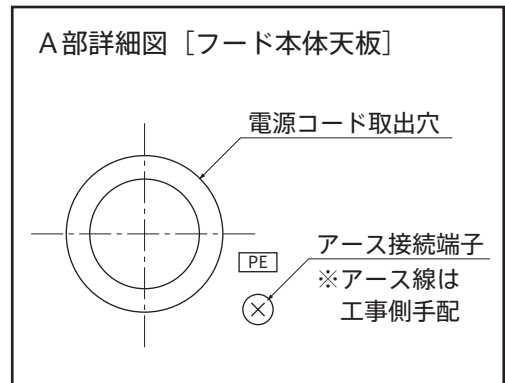 A部詳細図［フード本体天板］
電源コード取出穴
アース接続端子
PE
※アース線は
工事側手配